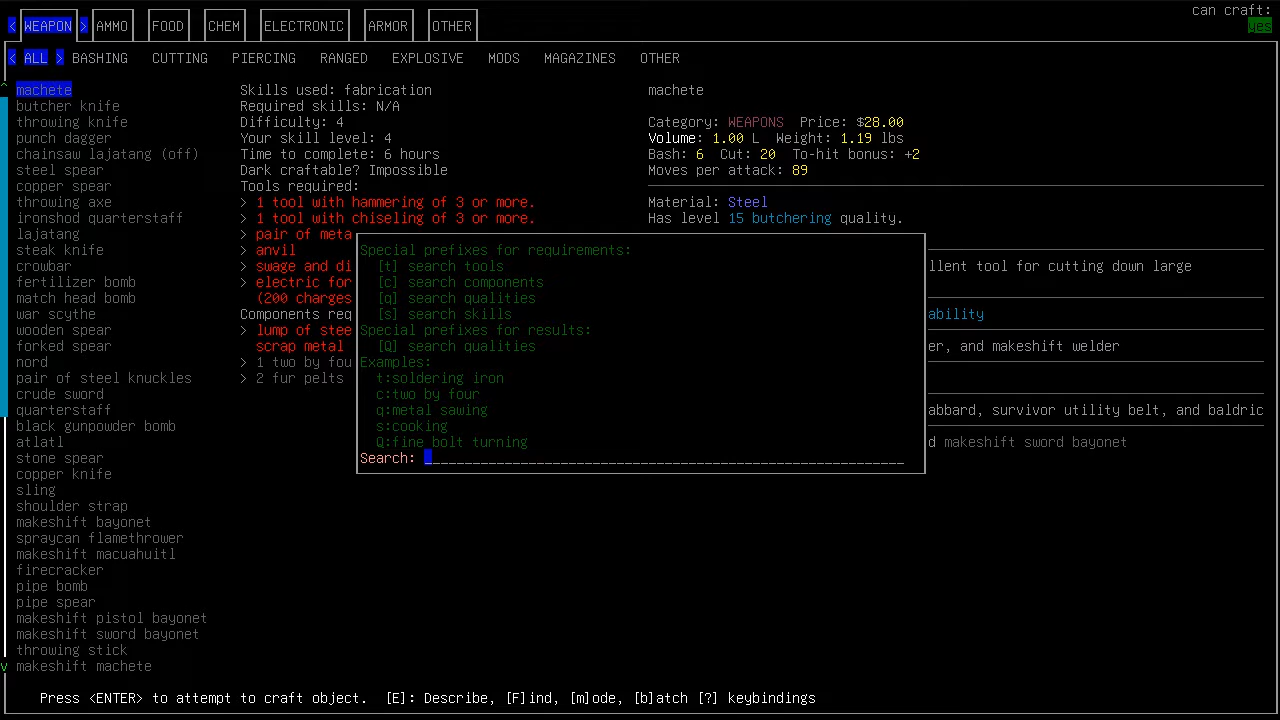 can craft:
< WEAPON > AMMO FOOD CHEM ELECTRONIC ARMOR OTHER yes
< ALL > BASHING CUTTING PIERCING RANGED EXPLOSIVE MODS MAGAZINES OTHER
^ machete Skills used: fabrication machete
butcher knife Required skills: N/A
throwing knife Difficulty: 4 Category: WEAPONS Price: $28.00
punch dagger Your skill level: 4 Volume: 1.00 L Weight: 1.19 lbs
chainsaw lajatang (off) Time to complete: 6 hours Bash: 6 Cut: 20 To-hit bonus: +2
steel spear Dark craftable? Impossible Moves per attack: 89
copper spear Tools required:
throwing axe > 1 tool with hammering of 3 or more. Material: Steel
ironshod quarterstaff > 1 tool with chiseling of 3 or more. Has level 15 butchering quality.
lajatang > pair of meta
steak knife > anvil Special prefixes for requirements:
crowbar > swage and di [t] search tools llent tool for cutting down large
fertilizer bomb > electric for [c] search components
match head bomb (200 charges [q] search qualities
war scythe Components req [s] search skills ability
wooden spear > lump of stee Special prefixes for results:
forked spear scrap metal [Q] search qualities er, and makeshift welder
nord > 1 two by fou Examples:
pair of steel knuckles > 2 fur pelts t:soldering iron
crude sword c:two by four
quarterstaff q:metal sawing abbard, survivor utility belt, and baldric
black gunpowder bomb s:cooking
atlatl Q:fine bolt turning d makeshift sword bayonet
stone spear Search:
copper knife
sling
shoulder strap
makeshift bayonet
spraycan flamethrower
makeshift macuahuitl
firecracker
pipe bomb
pipe spear
makeshift pistol bayonet
makeshift sword bayonet
throwing stick
v makeshift machete
Press <ENTER> to attempt to craft object. [E]: Describe, [F]ind, [m]ode, [b]atch [?] keybindings